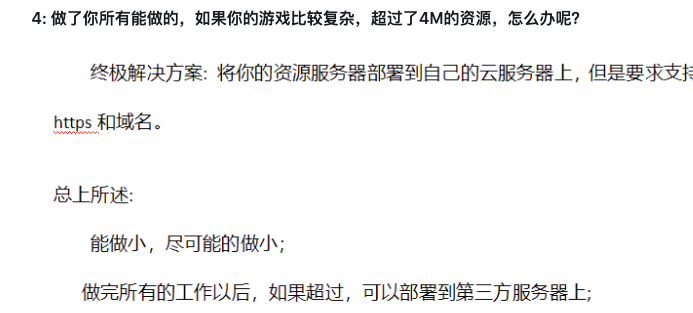 4: 做了你所有能做的，如果你的游戏比较复杂，超过了4M的资源，怎么办呢?
终极解决方案: 将你的资源服务器部署到自己的云服务器上，但是要求支持
https 和域名。
总上所述:
能做小，尽可能的做小；
做完所有的工作以后，如果超过，可以部署到第三方服务器上;